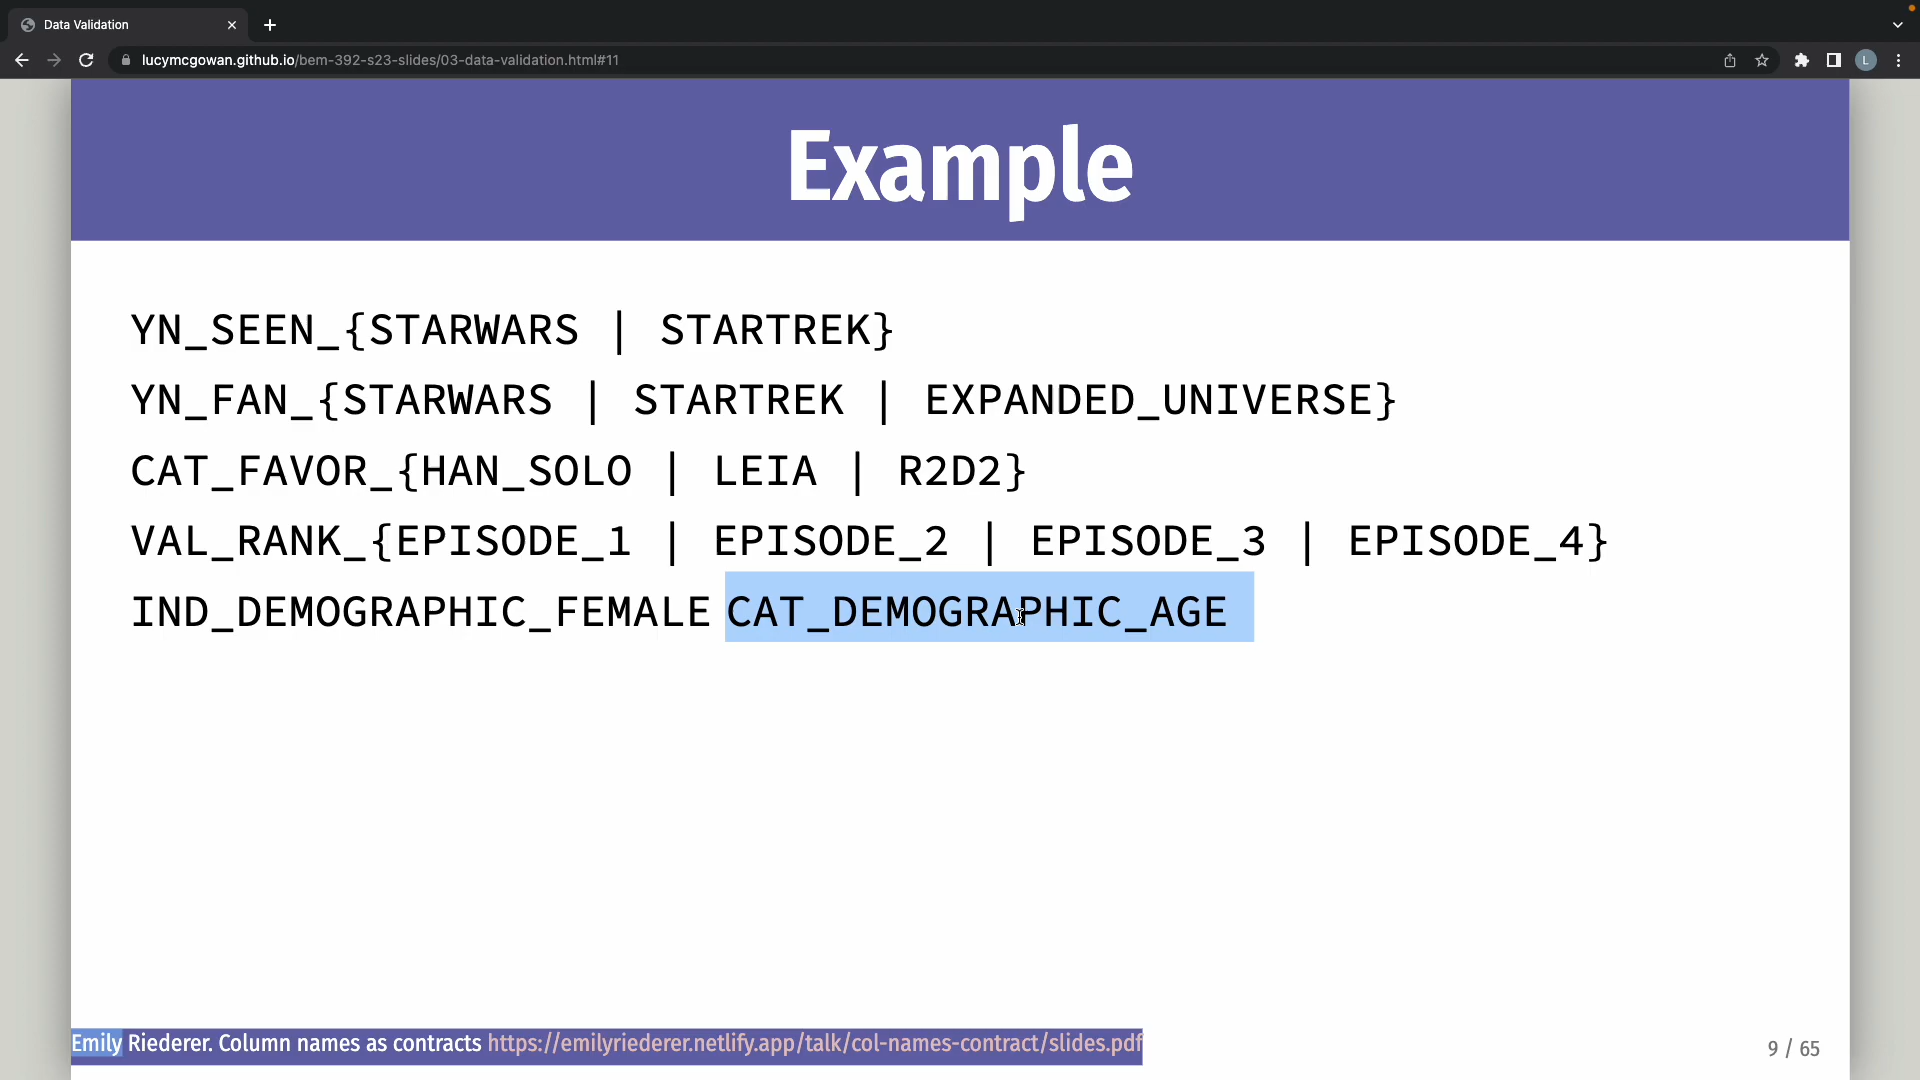 Data Validation
lucymcgowan.github.io/bem-392-s23-slides/03-data-validation.html#11
L
Example
YN_SEEN_{STARWARS | STARTREK}
YN_FAN_{STARWARS | STARTREK | EXPANDED_UNIVERSE}
CAT_FAVOR_{HAN_SOLO | LEIA | R2D2}
VAL_RANK_{EPISODE_1 | EPISODE_2 | EPISODE_3 | EPISODE_4}
IND_DEMOGRAPHIC_FEMALE CAT_DEMOGRAPHIC_AGE
Emily Riederer. Column names as contracts https://emilyriederer.netlify.app/talk/col-names-contract/slides.pdf
9 / 65